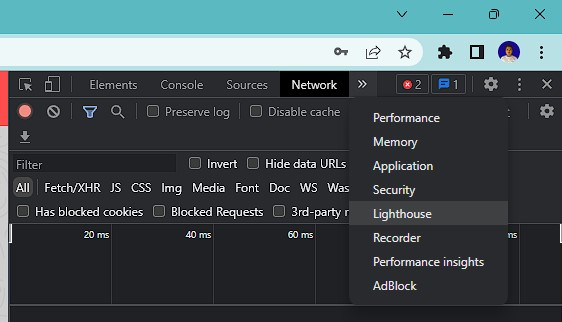 Elements Console Sources Network » 2 1
Preserve log Disable cache
Performance
Memory
Application
Security
Lighthouse
Recorder
Performance insights
AdBlock
Filter Invert Hide data URLs
All Fetch/XHR JS CSS Img Media Font Doc WS
Has blocked cookies Blocked Requests 3rd-party
20 ms 40 ms 60 ms ms